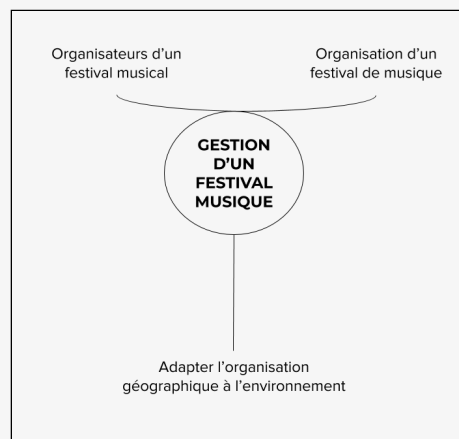 Organisateurs d’un
festival musical
Organisation d’un
festival de musique
GESTION
D’UN
FESTIVAL
MUSIQUE
Adapter l’organisation
géographique à l’environnement